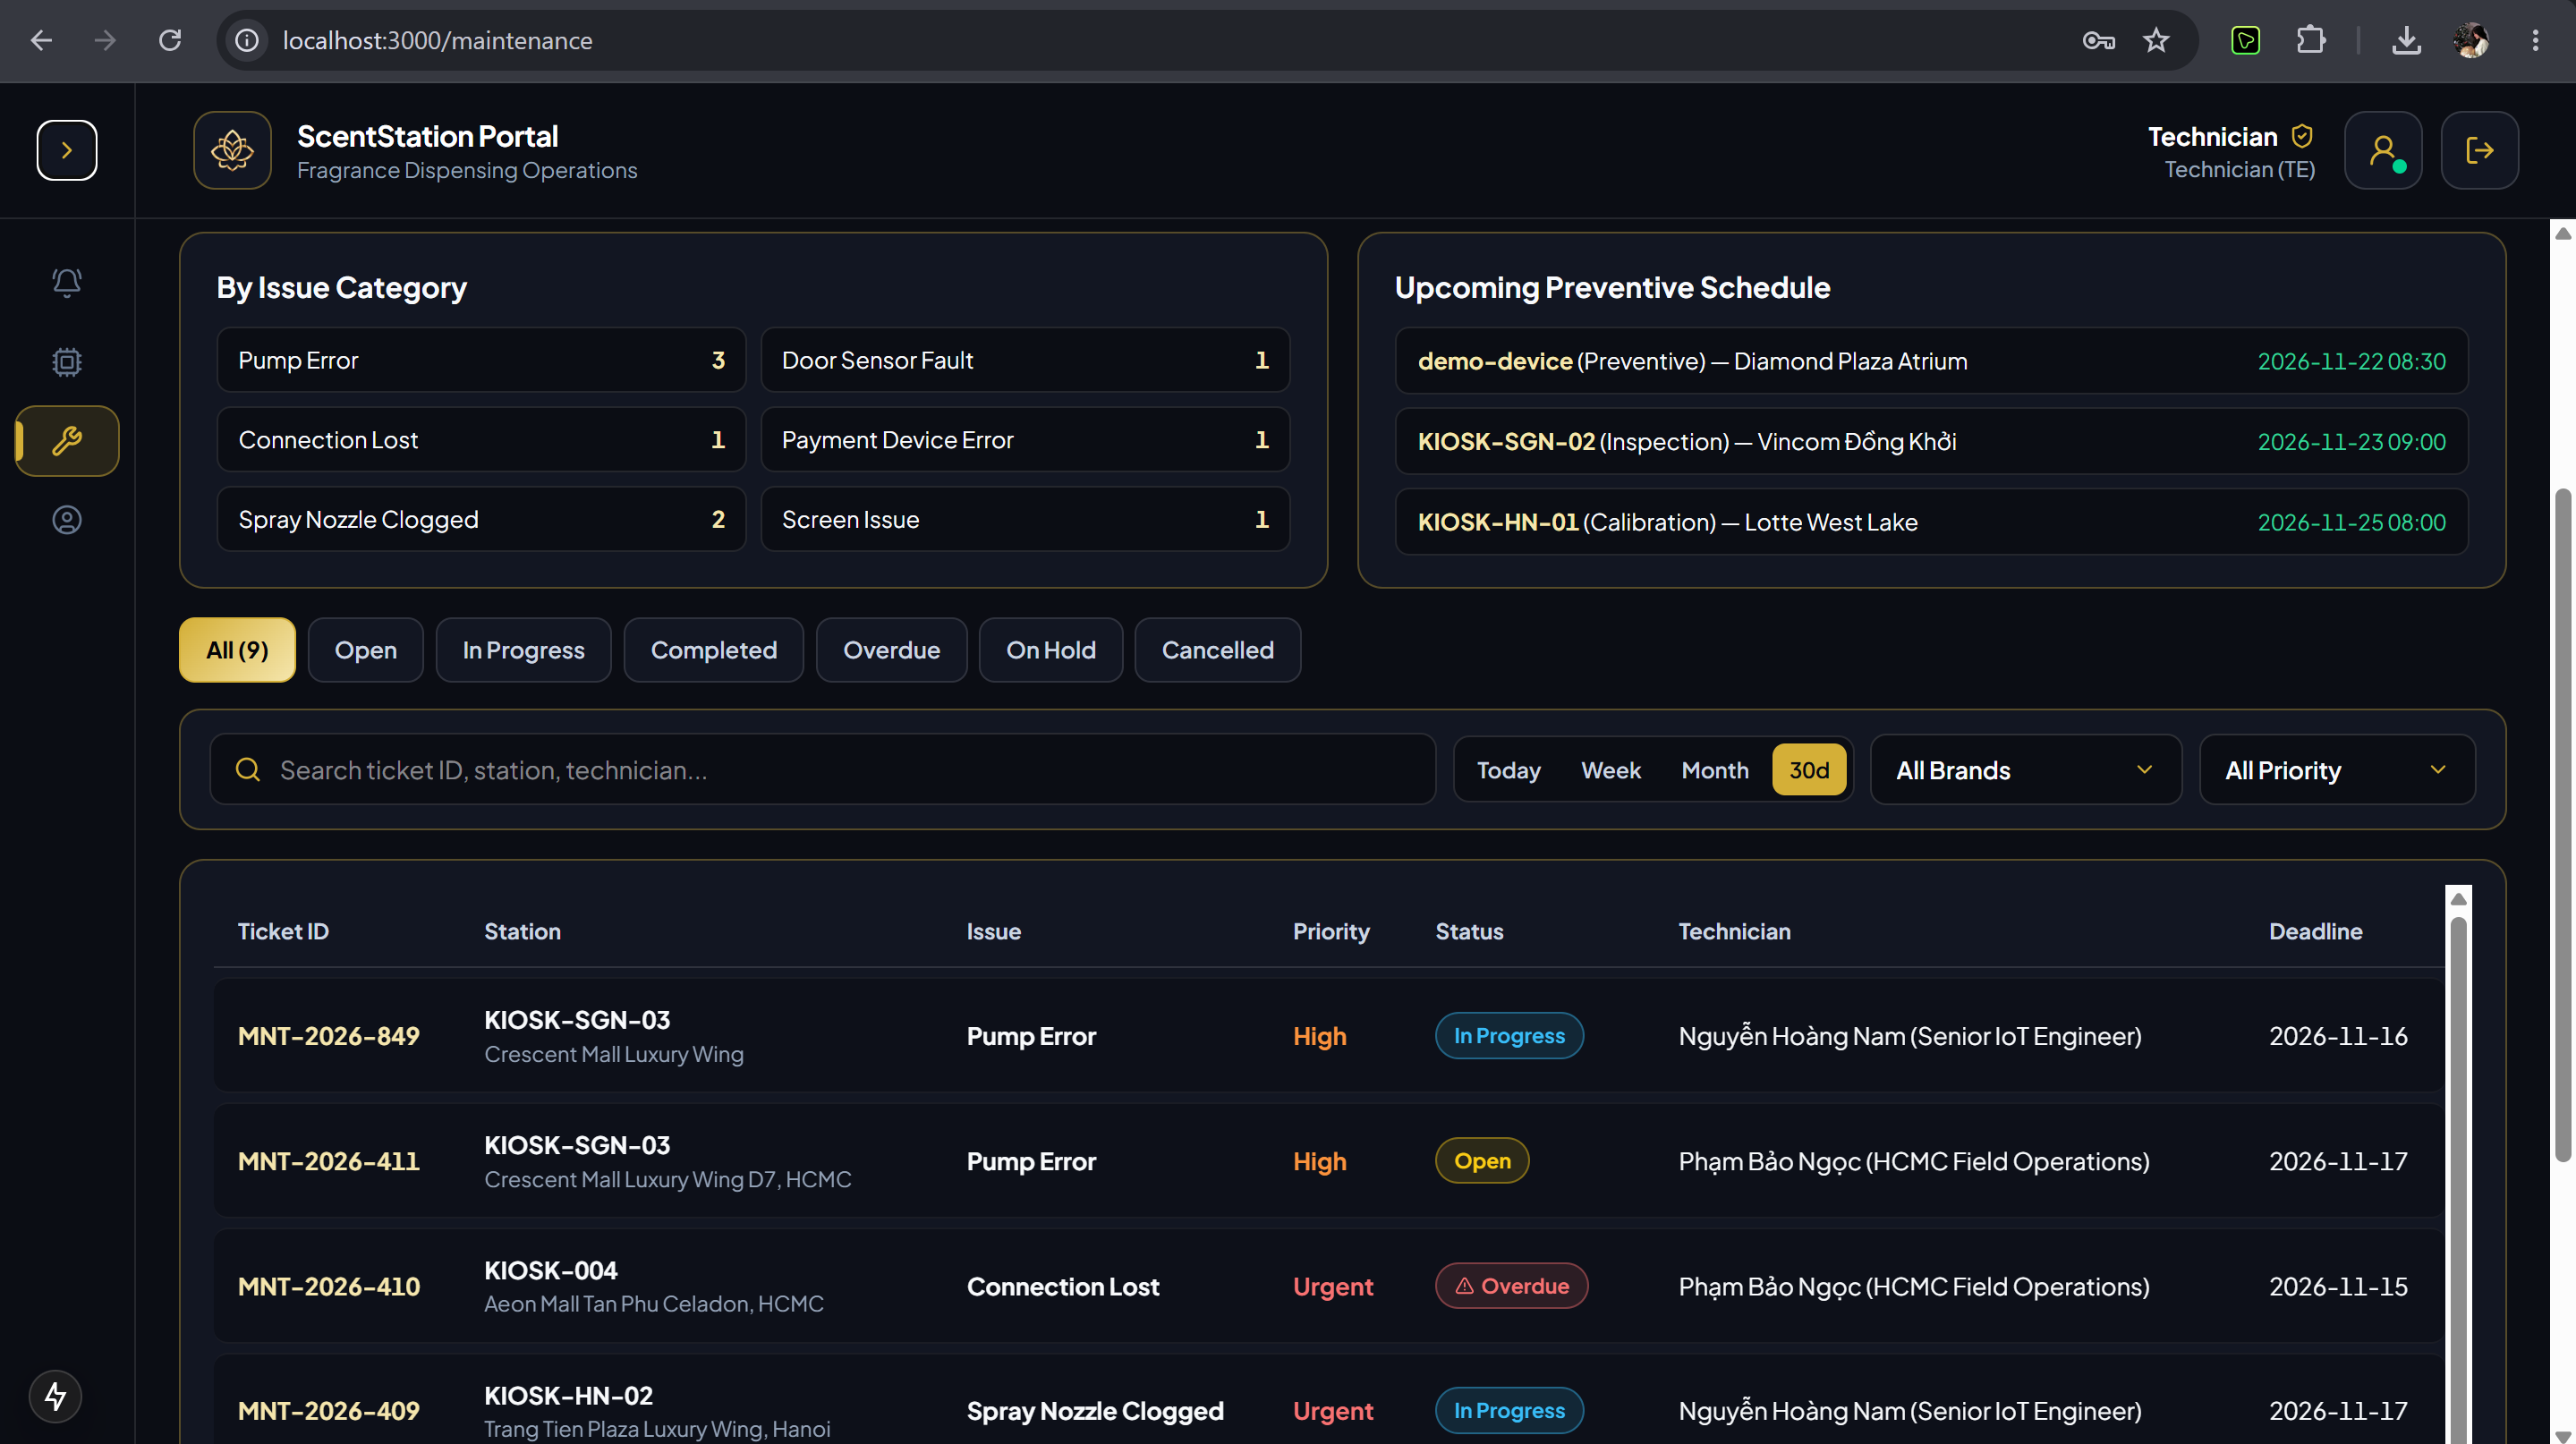 localhost:3000/maintenance
ScentStation Portal
Fragrance Dispensing Operations
Technician
Technician (TE)
By Issue Category
Pump Error 3
Door Sensor Fault 1
Connection Lost 1
Payment Device Error 1
Spray Nozzle Clogged 2
Screen Issue 1
Upcoming Preventive Schedule
demo-device (Preventive) — Diamond Plaza Atrium 2026-11-22 08:30
KIOSK-SGN-02 (Inspection) — Vincom Đồng Khởi 2026-11-23 09:00
KIOSK-HN-01 (Calibration) — Lotte West Lake 2026-11-25 08:00
All (9) Open In Progress Completed Overdue On Hold Cancelled
Search ticket ID, station, technician... Today Week Month 30d All Brands All Priority
Ticket ID Station Issue Priority Status Technician Deadline
MNT-2026-849 KIOSK-SGN-03 Pump Error High In Progress Nguyễn Hoàng Nam (Senior IoT Engineer) 2026-11-16
Crescent Mall Luxury Wing
MNT-2026-411 KIOSK-SGN-03 Pump Error High Open Phạm Bảo Ngọc (HCMC Field Operations) 2026-11-17
Crescent Mall Luxury Wing D7, HCMC
MNT-2026-410 KIOSK-004 Connection Lost Urgent Overdue Phạm Bảo Ngọc (HCMC Field Operations) 2026-11-15
Aeon Mall Tan Phu Celadon, HCMC
MNT-2026-409 KIOSK-HN-02 Spray Nozzle Clogged Urgent In Progress Nguyễn Hoàng Nam (Senior IoT Engineer) 2026-11-17
Trang Tien Plaza Luxury Wing, Hanoi